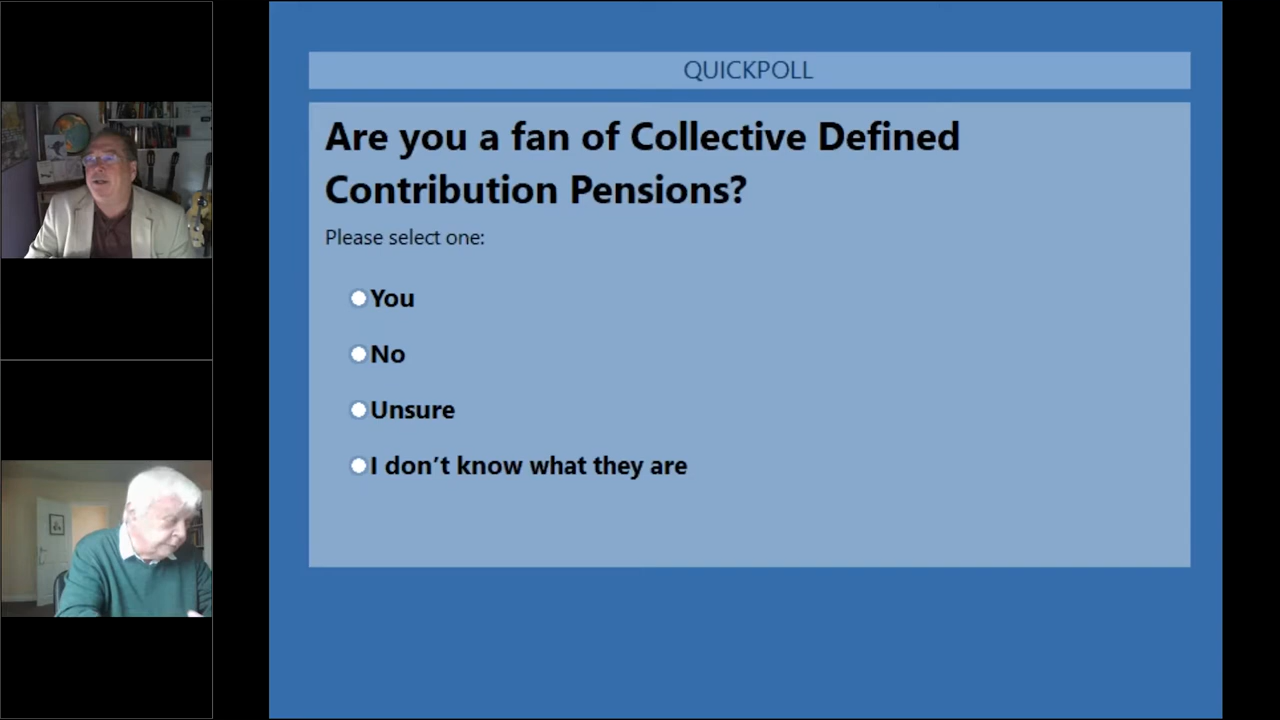 QUICKPOLL
Are you a fan of Collective Defined
Contribution Pensions?
Please select one:
You
No
Unsure
I don’t know what they are